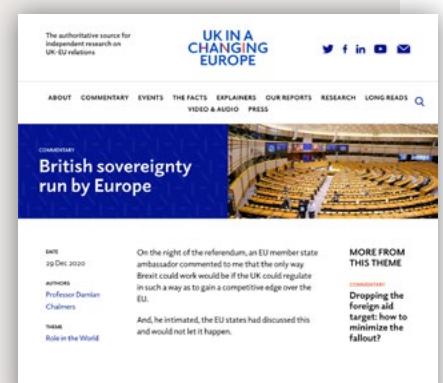 The authoritative source for
independent research on
UK-EU relations
UK IN A
CHANGING
EUROPE
ABOUT COMMENTARY EVENTS THE FACTS EXPLAINERS OUR REPORTS RESEARCH LONG READS
VIDEO & AUDIO PRESS
COMMENTARY
British sovereignty
run by Europe
DATE
29 Dec 2020
AUTHORS
Professor Damian
Chalmers
THEME
Role in the World
On the night of the referendum, an EU member state
ambassador commented to me that the only way
Brexit could work would be if the UK could regulate
in such a way as to gain a competitive edge over the
EU.
And, he intimated, the EU states had discussed this
and would not let it happen.
MORE FROM
THIS THEME
COMMENTARY
Dropping the
foreign aid
target: how to
minimize the
fallout?